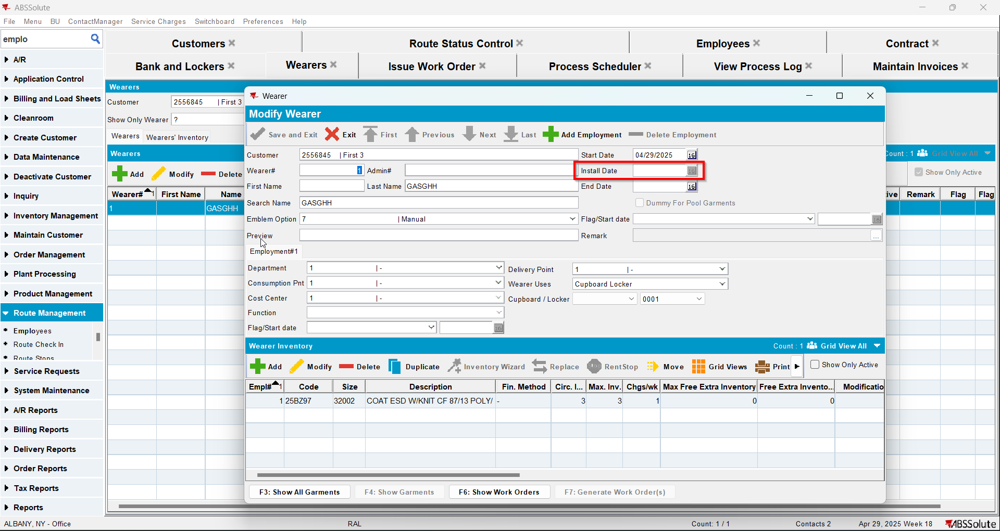 ABSSolute
File Menu BU ContactManager Service Charges Switchboard Preferences Help
emplo
Customers Route Status Control Employees Contract
Bank and Lockers Wearers Issue Work Order Process Scheduler View Process Log Maintain Invoices
A/R
Application Control
Billing and Load Sheets
Cleanroom
Create Customer
Data Maintenance
Deactivate Customer
Inquiry
Inventory Management
Maintain Customer
Order Management
Plant Processing
Product Management
Route Management
Employees
Route Check In
Route Stops
Service Requests
System Maintenance
A/R Reports
Billing Reports
Delivery Reports
Order Reports
Tax Reports
Reports
Wearers
Customer 2556845 | First 3
Show Only Wearer ?
Wearers Wearers' Inventory
Wearers Count : 1 Grid View All
Add Modify Delete Show Only Active
Wearer# 1 First Name Name Remark Flag Flag
1 GASGHH
Wearer
Modify Wearer
Save and Exit Exit First Previous Next Last Add Employment Delete Employment
Customer 2556845 | First 3 Start Date 04/29/2025 16
Wearer# 1 Admin# Install Date 16
First Name Last Name GASGHH End Date 16
Search Name GASGHH Dummy For Pool Garments
Emblem Option 7 | Manual Flag/Start date 16
Preview Remark ...
Employment#1
Department 1 | - Delivery Point 1 | -
Consumption Pnt 1 | - Wearer Uses Cupboard Locker
Cost Center 1 | - Cupboard / Locker 0001
Function
Flag/Start date 16
Wearer Inventory Count : 1 Grid View All
Add Modify Delete Duplicate Inventory Wizard Replace RentStop Move Grid Views Print Show Only Active
Empl# 1 Code Size Description Fin. Method Circ. I... Max. Inv. Chgs/wk Max Free Extra Inventory Free Extra Invento... Modificatio
1 25BZ97 32002 COAT ESD W/KNIT CF 87/13 POLY/ - 3 3 1 0 0
F3: Show All Garments F4: Show Garments F6: Show Work Orders F7: Generate Work Order(s)
ALBANY, NY - Office RAL Count: 1 / 1 Contacts 2 Apr 29, 2025 Week 18 ABSSolute